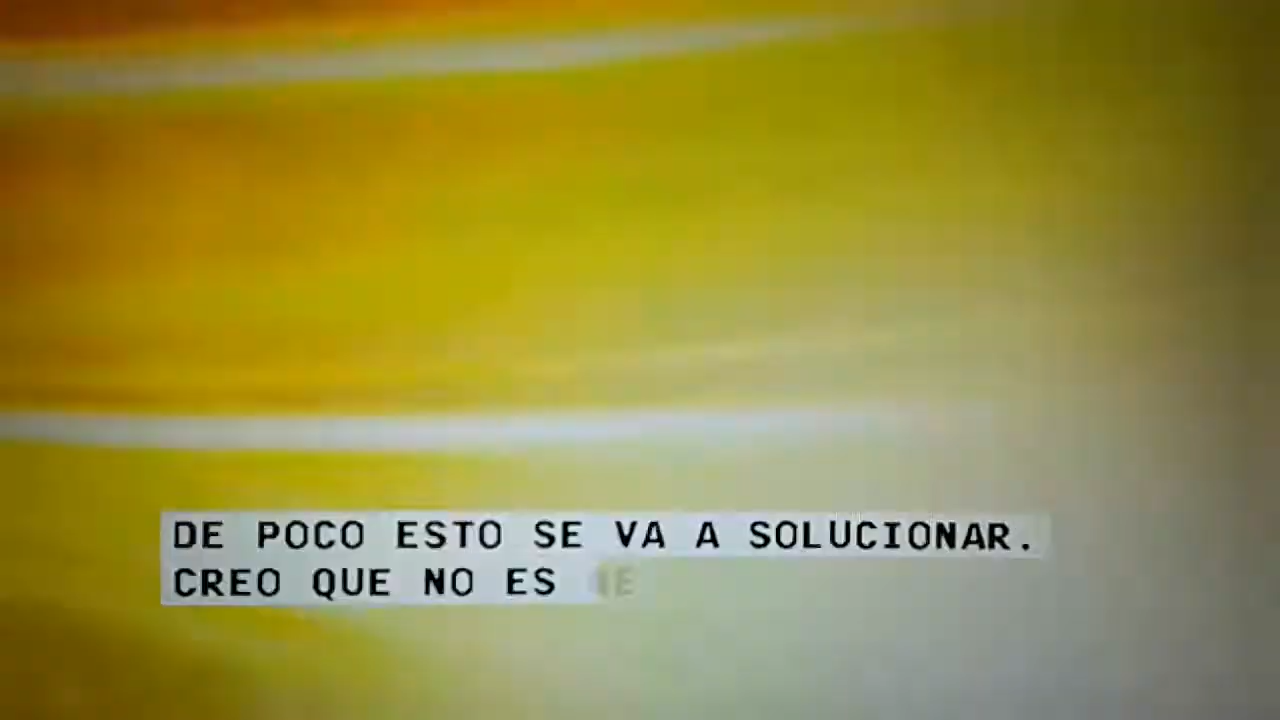 DE POCO ESTO SE VA A SOLUCIONAR.
CREO QUE NO ES